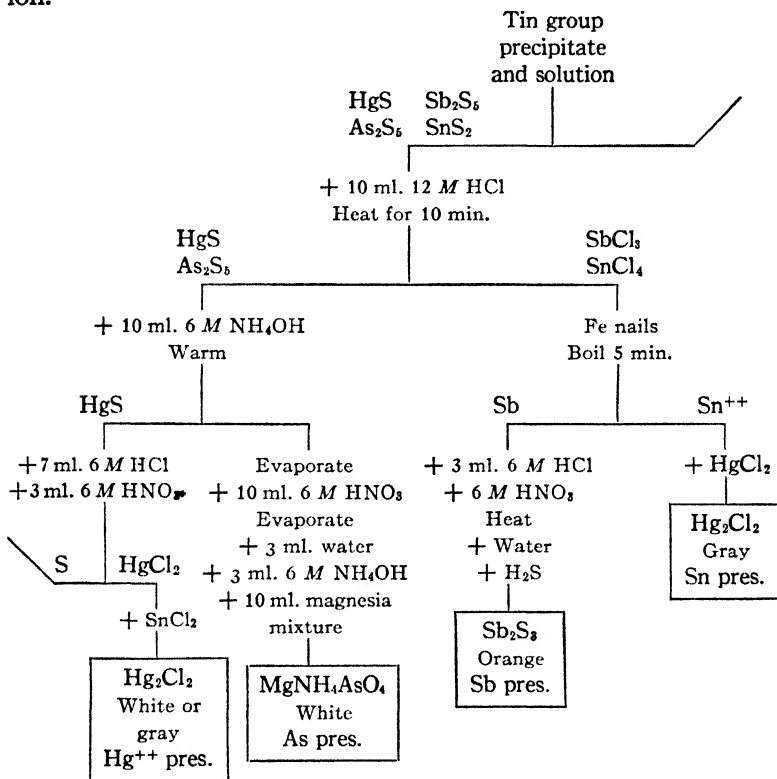 ion.
Tin group
precipitate
and solution
HgS Sb₂S₅
As₂S₅ SnS₂
+ 10 ml. 12 M HCl
Heat for 10 min.
HgS
As₂S₅
SbCl₃
SnCl₄
+ 10 ml. 6 M NH₄OH
Warm
Fe nails
Boil 5 min.
HgS
Sb
Sn⁺⁺
+7 ml. 6 M HCl
+3 ml. 6 M HNO₃
Evaporate
+ 10 ml. 6 M HNO₃
Evaporate
+ 3 ml. water
+ 3 ml. 6 M NH₄OH
+ 10 ml. magnesia
mixture
+ 3 ml. 6 M HCl
+ 6 M HNO₃
Heat
+ Water
+ H₂S
+ HgCl₂
Hg₂Cl₂
Gray
Sn pres.
S HgCl₂
+ SnCl₂
Hg₂Cl₂
White or
gray
Hg⁺⁺ pres.
MgNH₄AsO₄
White
As pres.
Sb₂S₃
Orange
Sb pres.